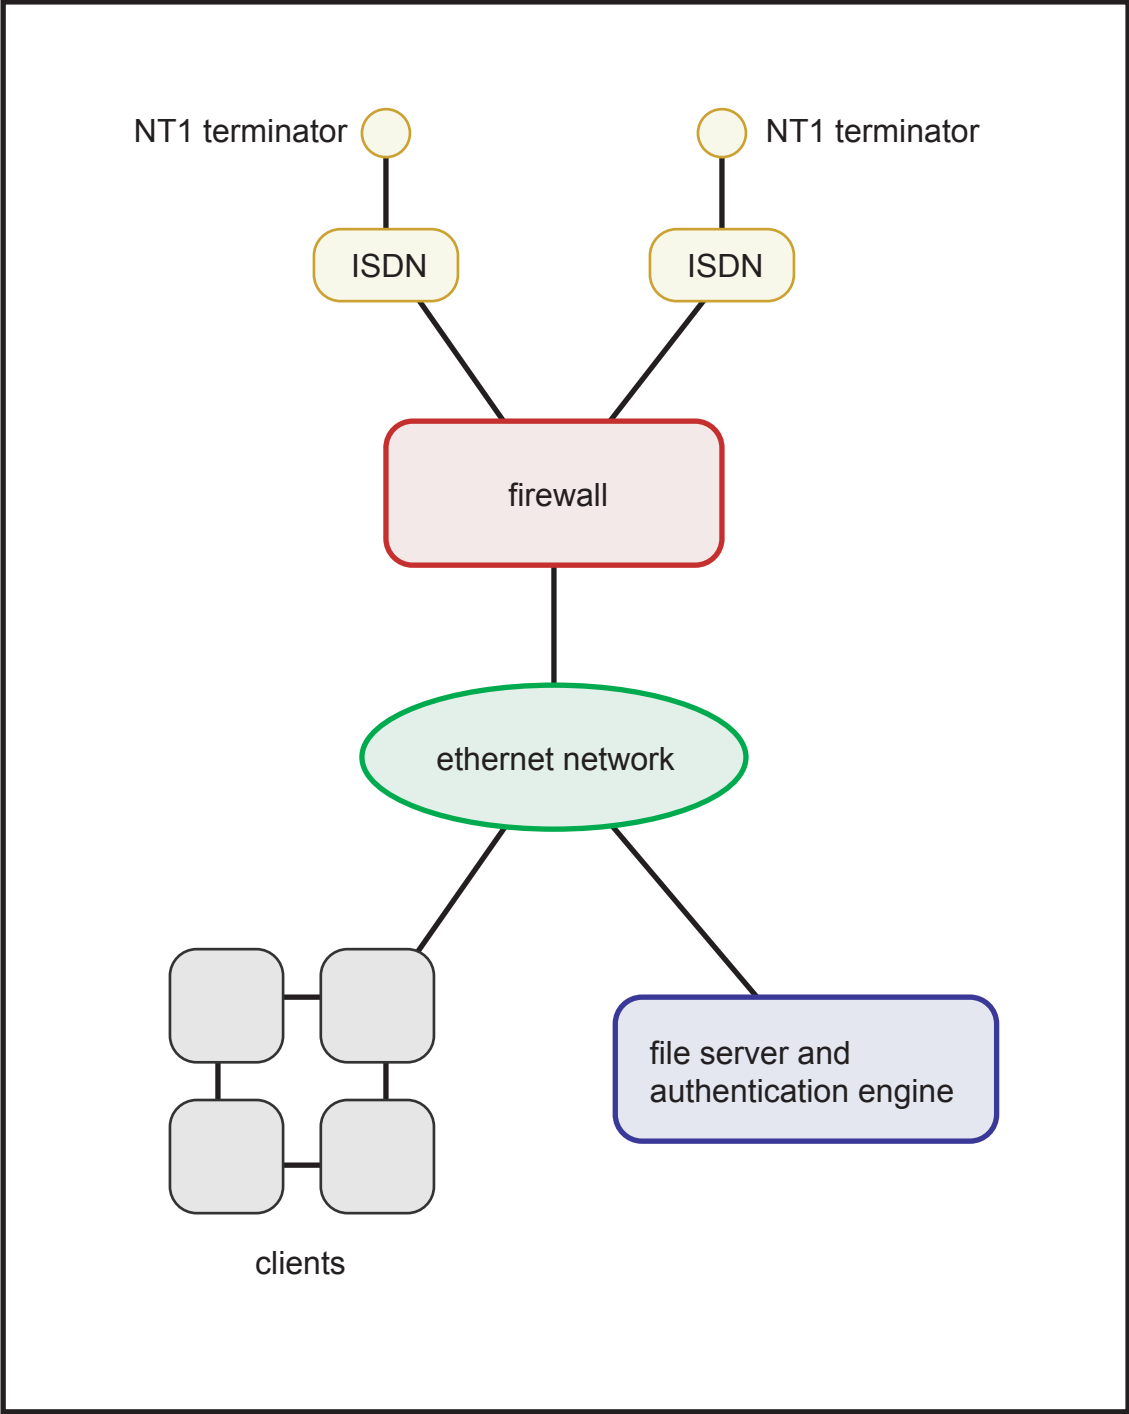 NT1 terminator
NT1 terminator
ISDN
ISDN
firewall
ethernet network
file server and
authentication engine
clients